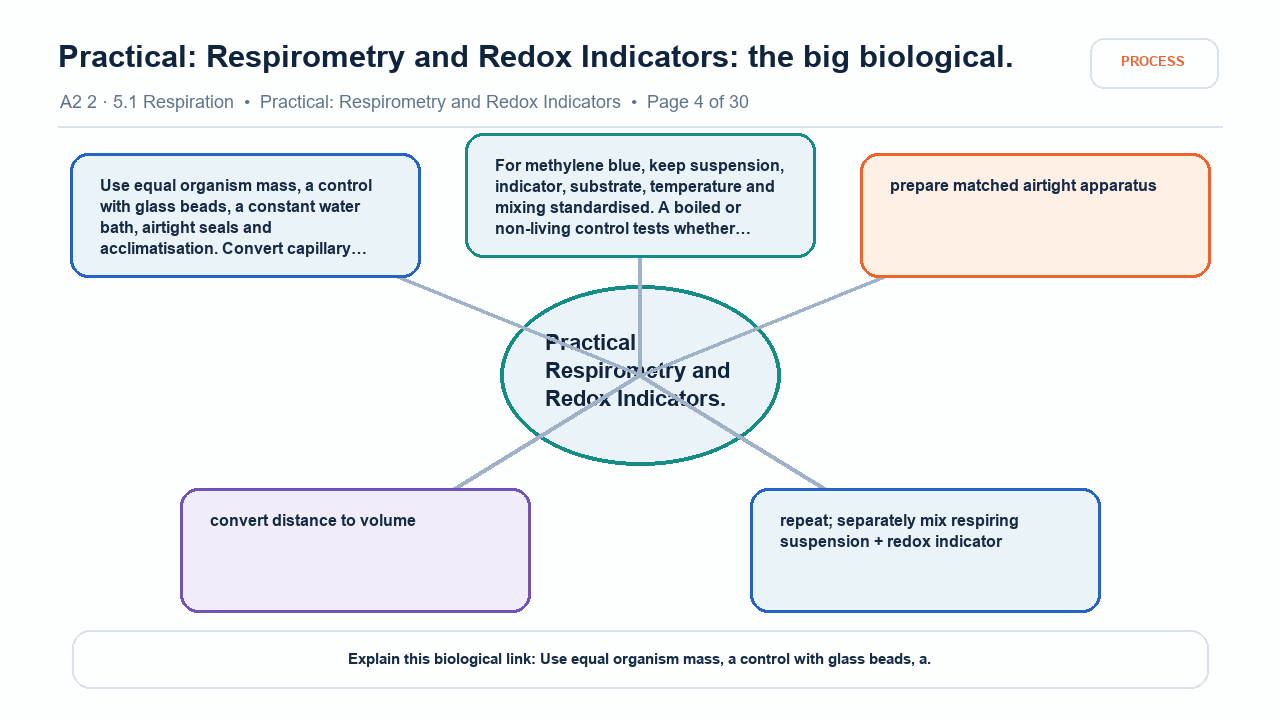 Practical: Respirometry and Redox Indicators: the big biological.
PROCESS
A2 2 · 5.1 Respiration • Practical: Respirometry and Redox Indicators • Page 4 of 30
Use equal organism mass, a control
with glass beads, a constant water
bath, airtight seals and
acclimatisation. Convert capillary…
For methylene blue, keep suspension,
indicator, substrate, temperature and
mixing standardised. A boiled or
non-living control tests whether…
prepare matched airtight apparatus
Practical
Respirometry and
Redox Indicators.
convert distance to volume
repeat; separately mix respiring
suspension + redox indicator
Explain this biological link: Use equal organism mass, a control with glass beads, a.